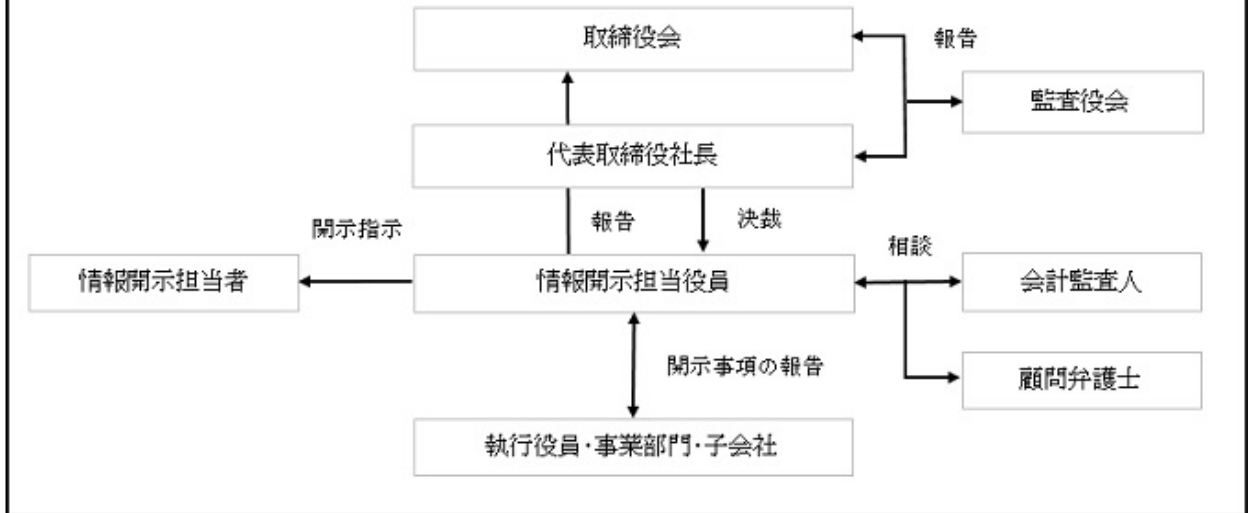 取締役会
報告
監査役会
代表取締役社長
報告
決裁
開示指示
相談
情報開示担当者
情報開示担当役員
会計監査人
開示事項の報告
顧問弁護士
執行役員・事業部門・子会社